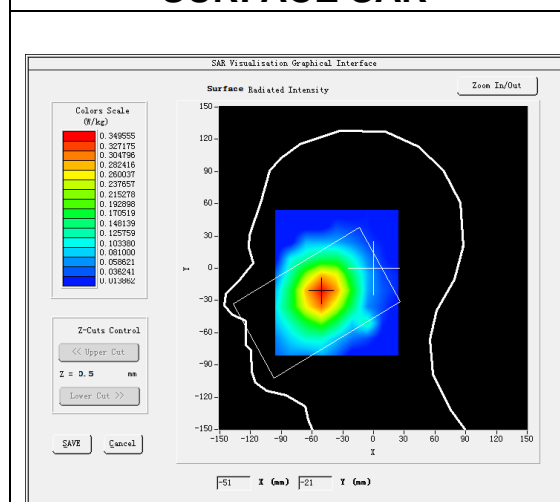 SURFACE SAR
SAR Visualisation Graphical Interface
Surface Radiated Intensity
Zoom In/Out
Colors Scale
(W/kg)
0.349555
0.327175
0.304796
0.282416
0.260037
0.237657
0.215278
0.192898
0.170519
0.148139
0.125759
0.103380
0.081000
0.058621
0.036241
0.013862
150
120
90
60
30
0
-30
-60
-90
-120
-150
Y
-150 -120 -90 -60 -30 0 30 60 90 120 150
X
Z-Cuts Control
<< Upper Cut
Z = 0.5 mm
Lower Cut >>
SAVE Cancel
-51 X (mm) -21 Y (mm)